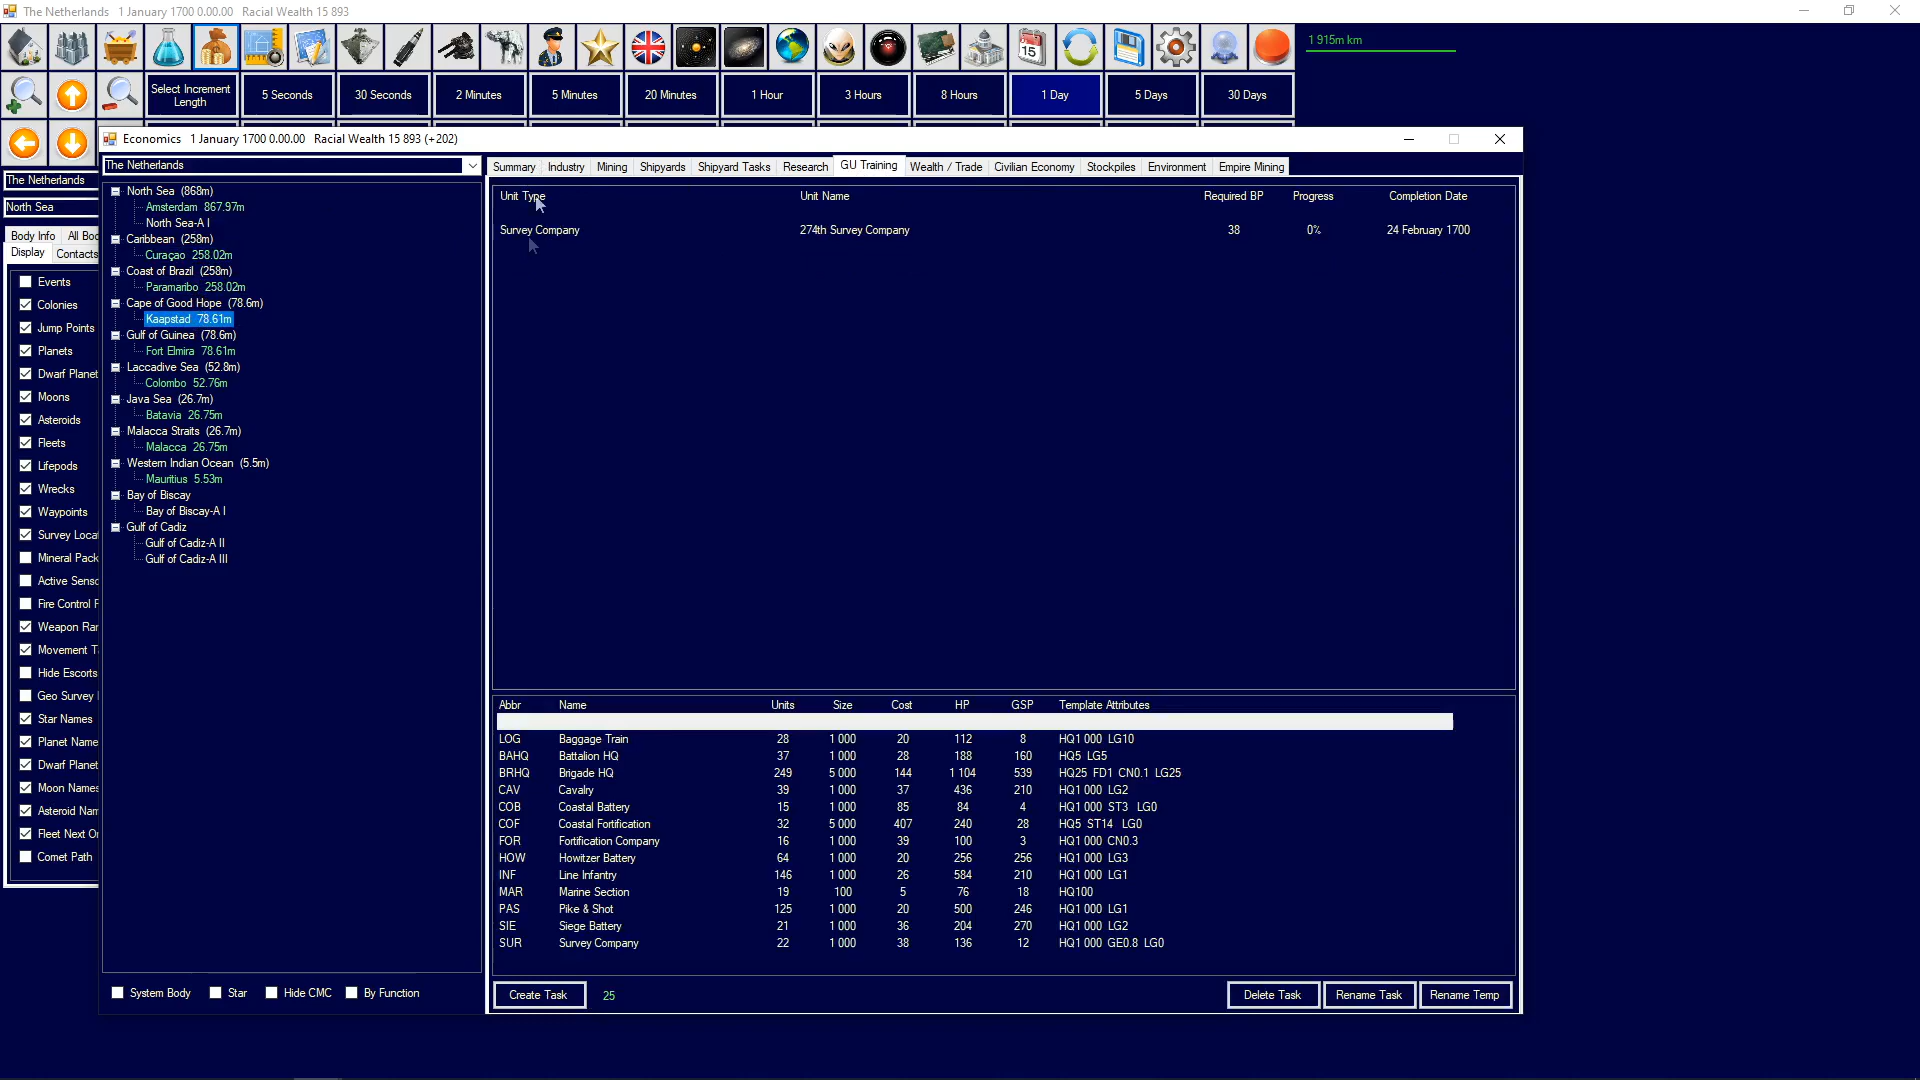 The Netherlands 1 January 1700 0.00.00 Racial Wealth 15 893
1 915m km
15
Select Increment Length
5 Seconds
30 Seconds
2 Minutes
5 Minutes
20 Minutes
1 Hour
3 Hours
8 Hours
1 Day
5 Days
30 Days
Economics 1 January 1700 0.00.00 Racial Wealth 15 893 (+202)
The Netherlands
Summary
Industry
Mining
Shipyards
Shipyard Tasks
Research
GU Training
Wealth / Trade
Civilian Economy
Stockpiles
Environment
Empire Mining
The Netherlands
North Sea
Body Info
All Bod
Display
Contacts
Events
Colonies
Jump Points
Planets
Dwarf Planet
Moons
Asteroids
Fleets
Lifepods
Wrecks
Waypoints
Survey Locat
Mineral Pack
Active Senso
Fire Control F
Weapon Ran
Movement T
Hide Escorts
Geo Survey
Star Names
Planet Name
Dwarf Planet
Moon Names
Asteroid Nam
Fleet Next Or
Comet Path
North Sea (868m)
Amsterdam 867.97m
North Sea-A I
Caribbean (258m)
Curaçao 258.02m
Coast of Brazil (258m)
Paramaribo 258.02m
Cape of Good Hope (78.6m)
Kaapstad 78.61m
Gulf of Guinea (78.6m)
Fort Elmira 78.61m
Laccadive Sea (52.8m)
Colombo 52.76m
Java Sea (26.7m)
Batavia 26.75m
Malacca Straits (26.7m)
Malacca 26.75m
Western Indian Ocean (5.5m)
Mauritius 5.53m
Bay of Biscay
Bay of Biscay-A I
Gulf of Cadiz
Gulf of Cadiz-A II
Gulf of Cadiz-A III
System Body
Star
Hide CMC
By Function
Unit Type Unit Name Required BP Progress Completion Date
Survey Company 274th Survey Company 38 0% 24 February 1700
Abbr Name Units Size Cost HP GSP Template Attributes
LOG Baggage Train 28 1 000 20 112 8 HQ1 000 LG10
BAHQ Battalion HQ 37 1 000 28 188 160 HQ5 LG5
BRHQ Brigade HQ 249 5 000 144 1 104 539 HQ25 FD1 CN0.1 LG25
CAV Cavalry 39 1 000 37 436 210 HQ1 000 LG2
COB Coastal Battery 15 1 000 85 84 4 HQ1 000 ST3 LG0
COF Coastal Fortification 32 5 000 407 240 28 HQ5 ST14 LG0
FOR Fortification Company 16 1 000 39 100 3 HQ1 000 CN0.3
HOW Howitzer Battery 64 1 000 20 256 256 HQ1 000 LG3
INF Line Infantry 146 1 000 26 584 210 HQ1 000 LG1
MAR Marine Section 19 100 5 76 18 HQ100
PAS Pike & Shot 125 1 000 20 500 246 HQ1 000 LG1
SIE Siege Battery 21 1 000 36 204 270 HQ1 000 LG2
SUR Survey Company 22 1 000 38 136 12 HQ1 000 GE0.8 LG0
Create Task
25
Delete Task
Rename Task
Rename Temp